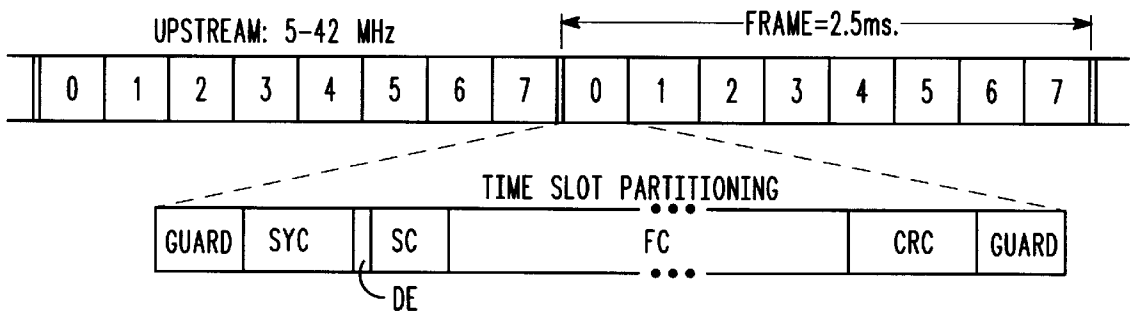 UPSTREAM: 5-42 MHz
FRAME=2.5ms.
0 1 2 3 4 5 6 7 0 1 2 3 4 5 6 7
TIME SLOT PARTITIONING
GUARD SYC SC FC CRC GUARD
DE